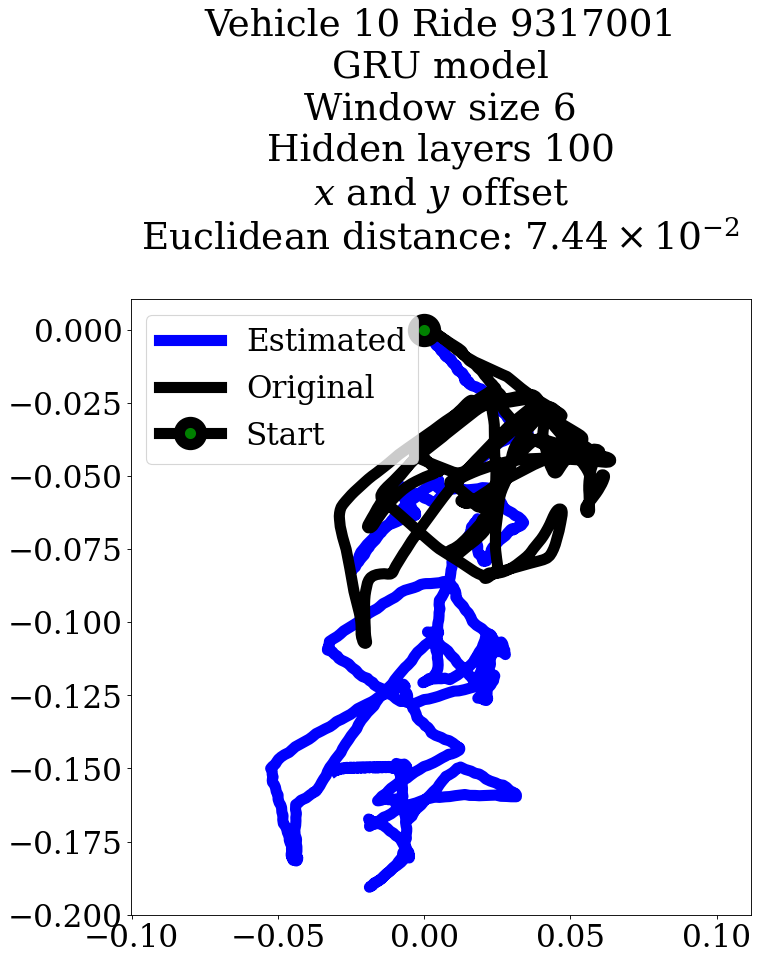 Vehicle 10 Ride 9317001
GRU model
Window size 6
Hidden layers 100
x and y offset
Euclidean distance: 7.44 × 10⁻²
Estimated
Original
Start
0.000
−0.025
−0.050
−0.075
−0.100
−0.125
−0.150
−0.175
−0.200
−0.10
−0.05
0.00
0.05
0.10